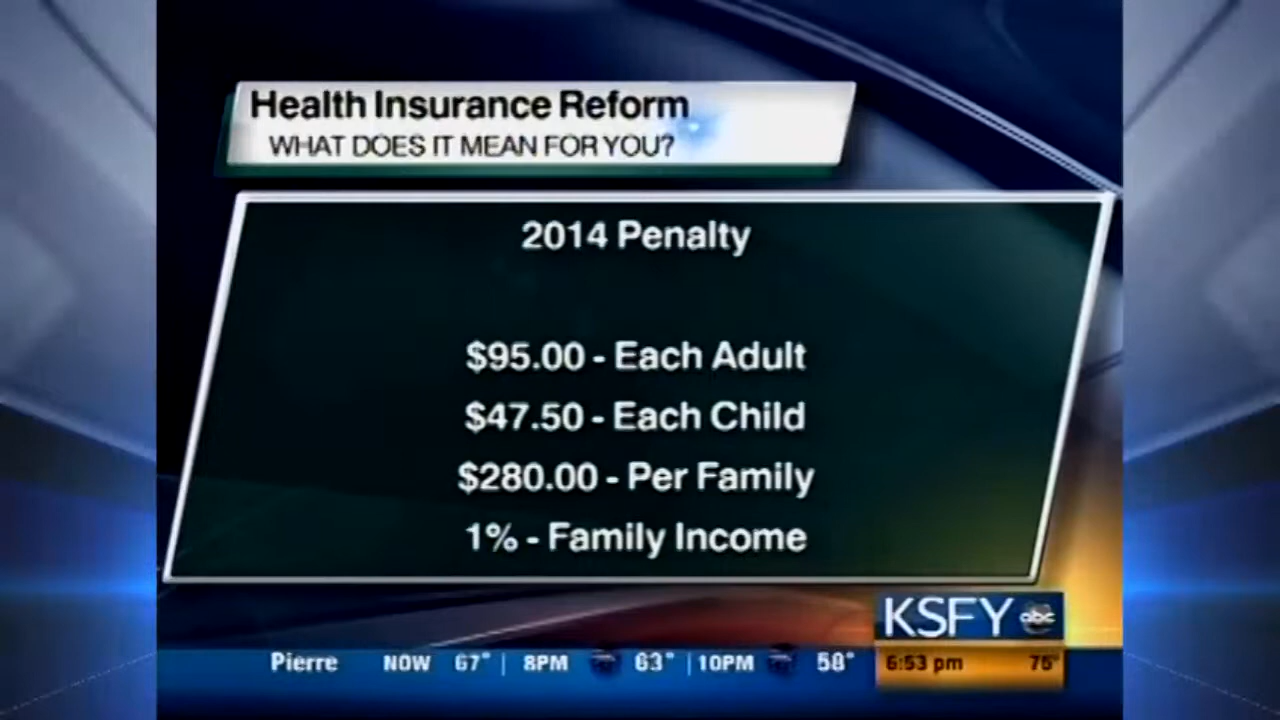 Health Insurance Reform
WHAT DOES IT MEAN FOR YOU?
2014 Penalty
$95.00 - Each Adult
$47.50 - Each Child
$280.00 - Per Family
1% - Family Income
KSFY abc
Pierre NOW 67° | 8PM 63° | 10PM 58°
6:53 pm 76°